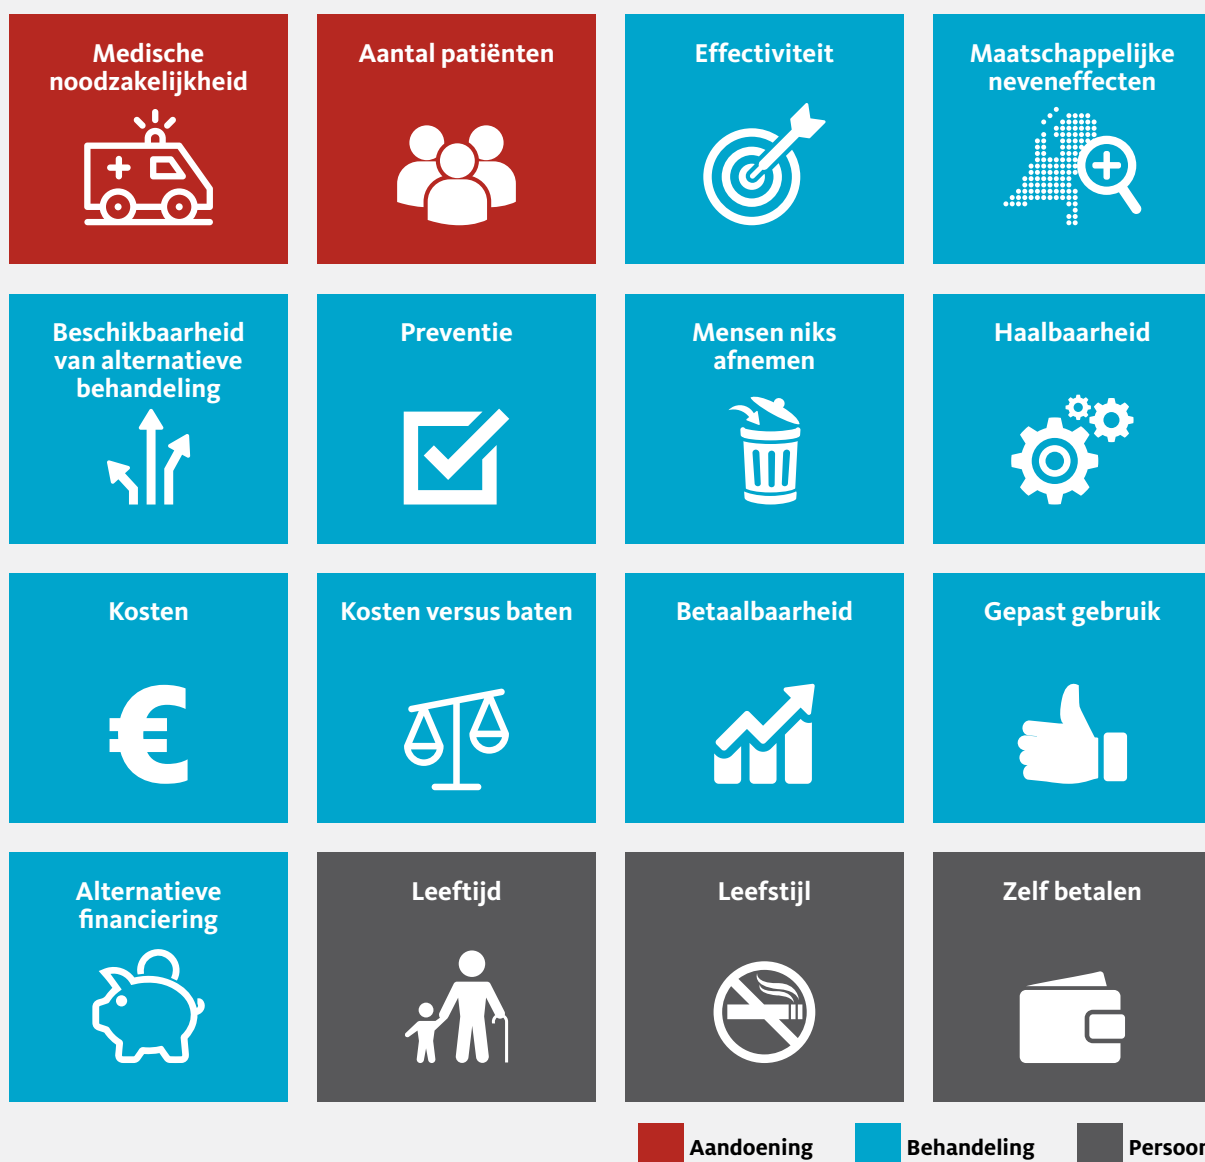 Medische
noodzakelijkheid
Aantal patiënten
Effectiviteit
Maatschappelijke
neveneffecten
Beschikbaarheid
van alternatieve
behandeling
Preventie
Mensen niks
afnemen
Haalbaarheid
Kosten
€
Kosten versus baten
Betaalbaarheid
Gepast gebruik
Alternatieve
financiering
Leeftijd
Leefstijl
Zelf betalen
Aandoening
Behandeling
Persoon